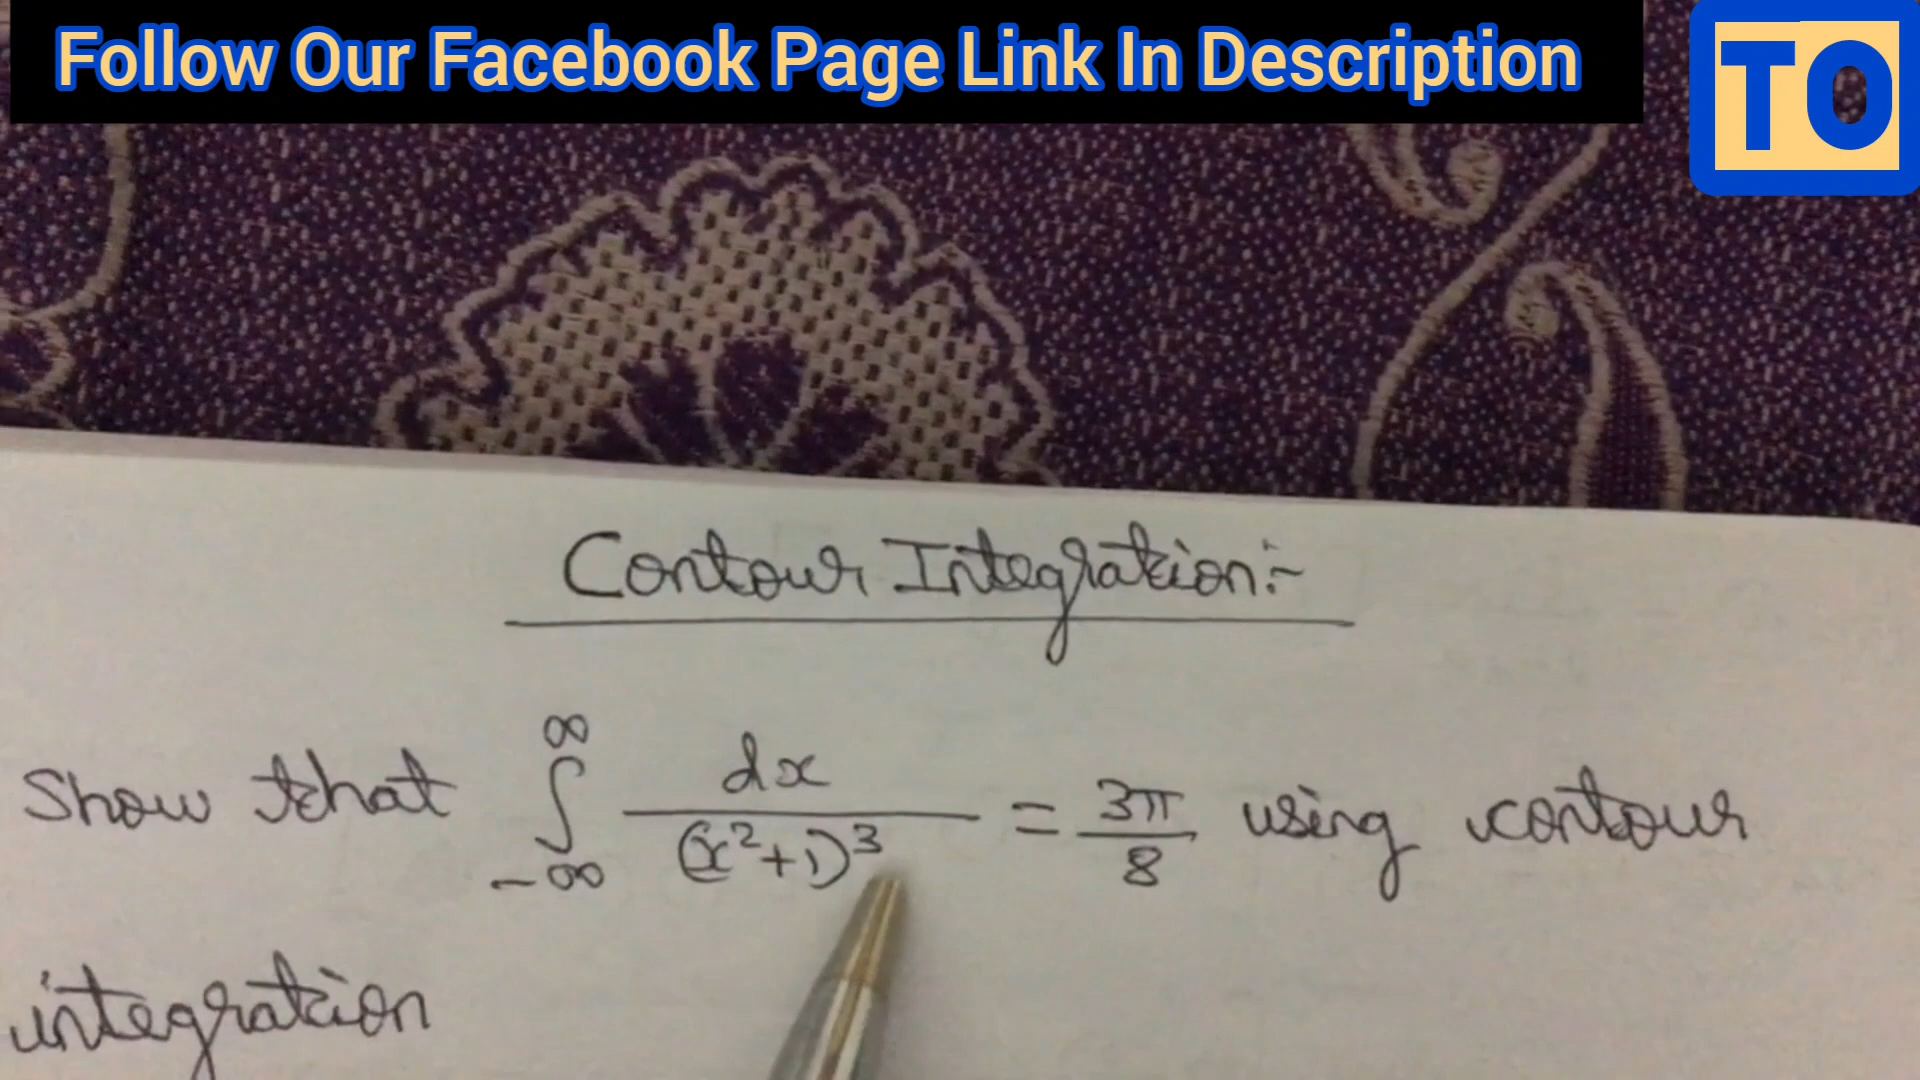 Follow Our Facebook Page Link In Description
TO
Contour Integration:-
Show that ∫_{-∞}^{∞} dx/(x²+1)³ = 3π/8 using contour
integration